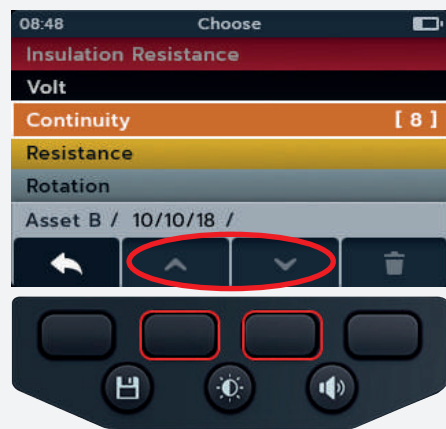 08:48 Choose
Insulation Resistance
Volt
Continuity [ 8 ]
Resistance
Rotation
Asset B / 10/10/18 /